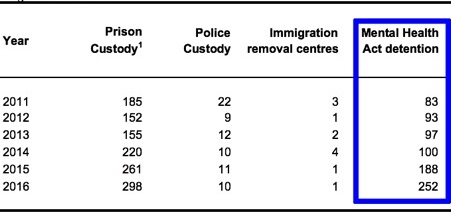 Year Prison Custody1 Police Custody Immigration removal centres Mental Health Act detention
2011 185 22 3 83
2012 152 9 1 93
2013 155 12 2 97
2014 220 10 4 100
2015 261 11 1 188
2016 298 10 1 252